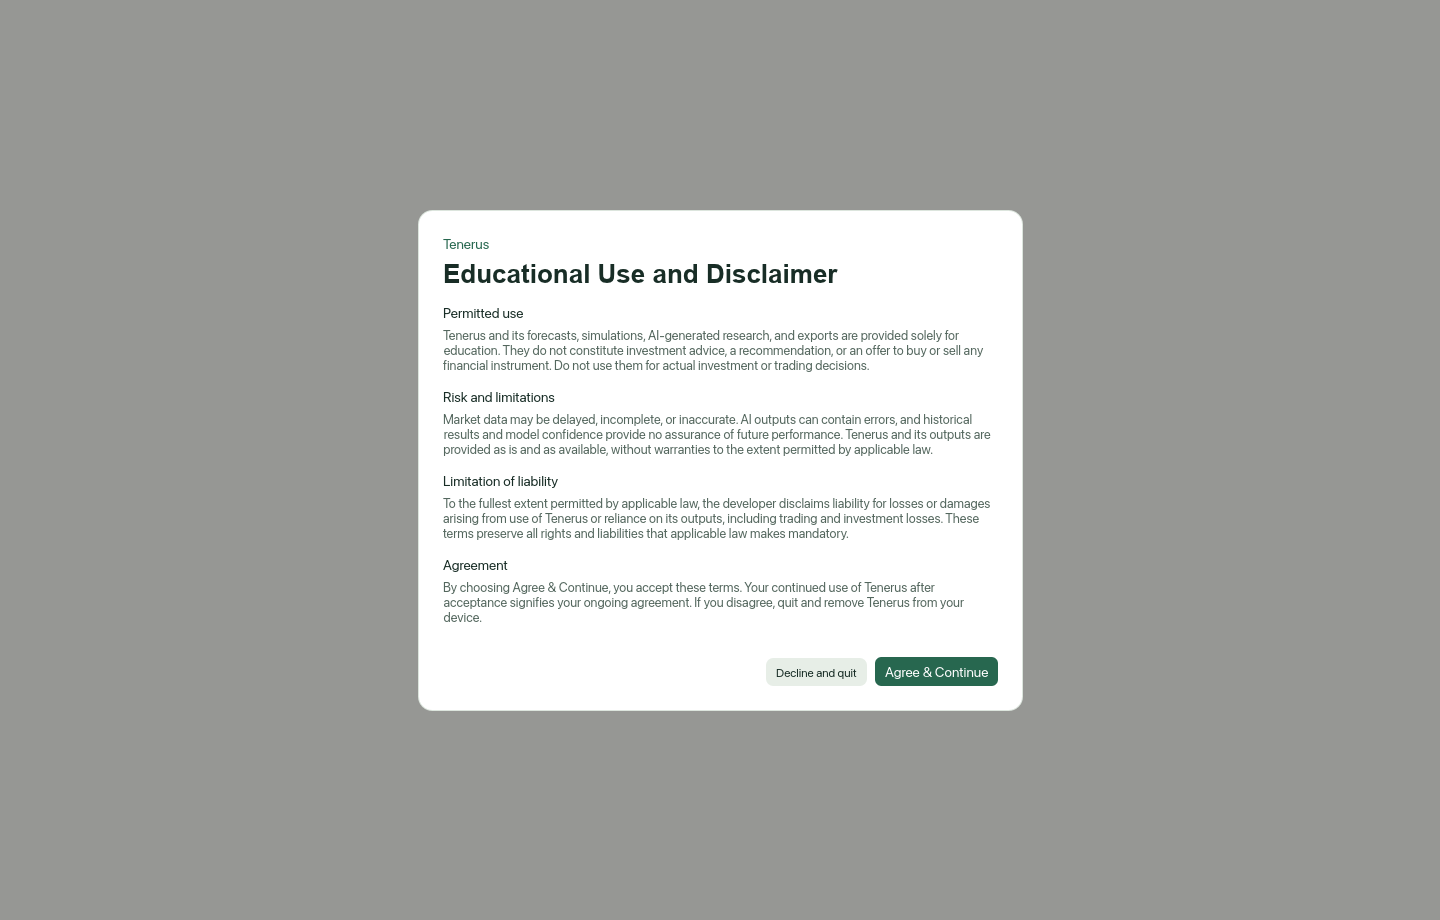 Tenerus
Educational Use and Disclaimer
Permitted use
Tenerus and its forecasts, simulations, AI-generated research, and exports are provided solely for
education. They do not constitute investment advice, a recommendation, or an offer to buy or sell any
financial instrument. Do not use them for actual investment or trading decisions.
Risk and limitations
Market data may be delayed, incomplete, or inaccurate. AI outputs can contain errors, and historical
results and model confidence provide no assurance of future performance. Tenerus and its outputs are
provided as is and as available, without warranties to the extent permitted by applicable law.
Limitation of liability
To the fullest extent permitted by applicable law, the developer disclaims liability for losses or damages
arising from use of Tenerus or reliance on its outputs, including trading and investment losses. These
terms preserve all rights and liabilities that applicable law makes mandatory.
Agreement
By choosing Agree & Continue, you accept these terms. Your continued use of Tenerus after
acceptance signifies your ongoing agreement. If you disagree, quit and remove Tenerus from your
device.
Decline and quit
Agree & Continue